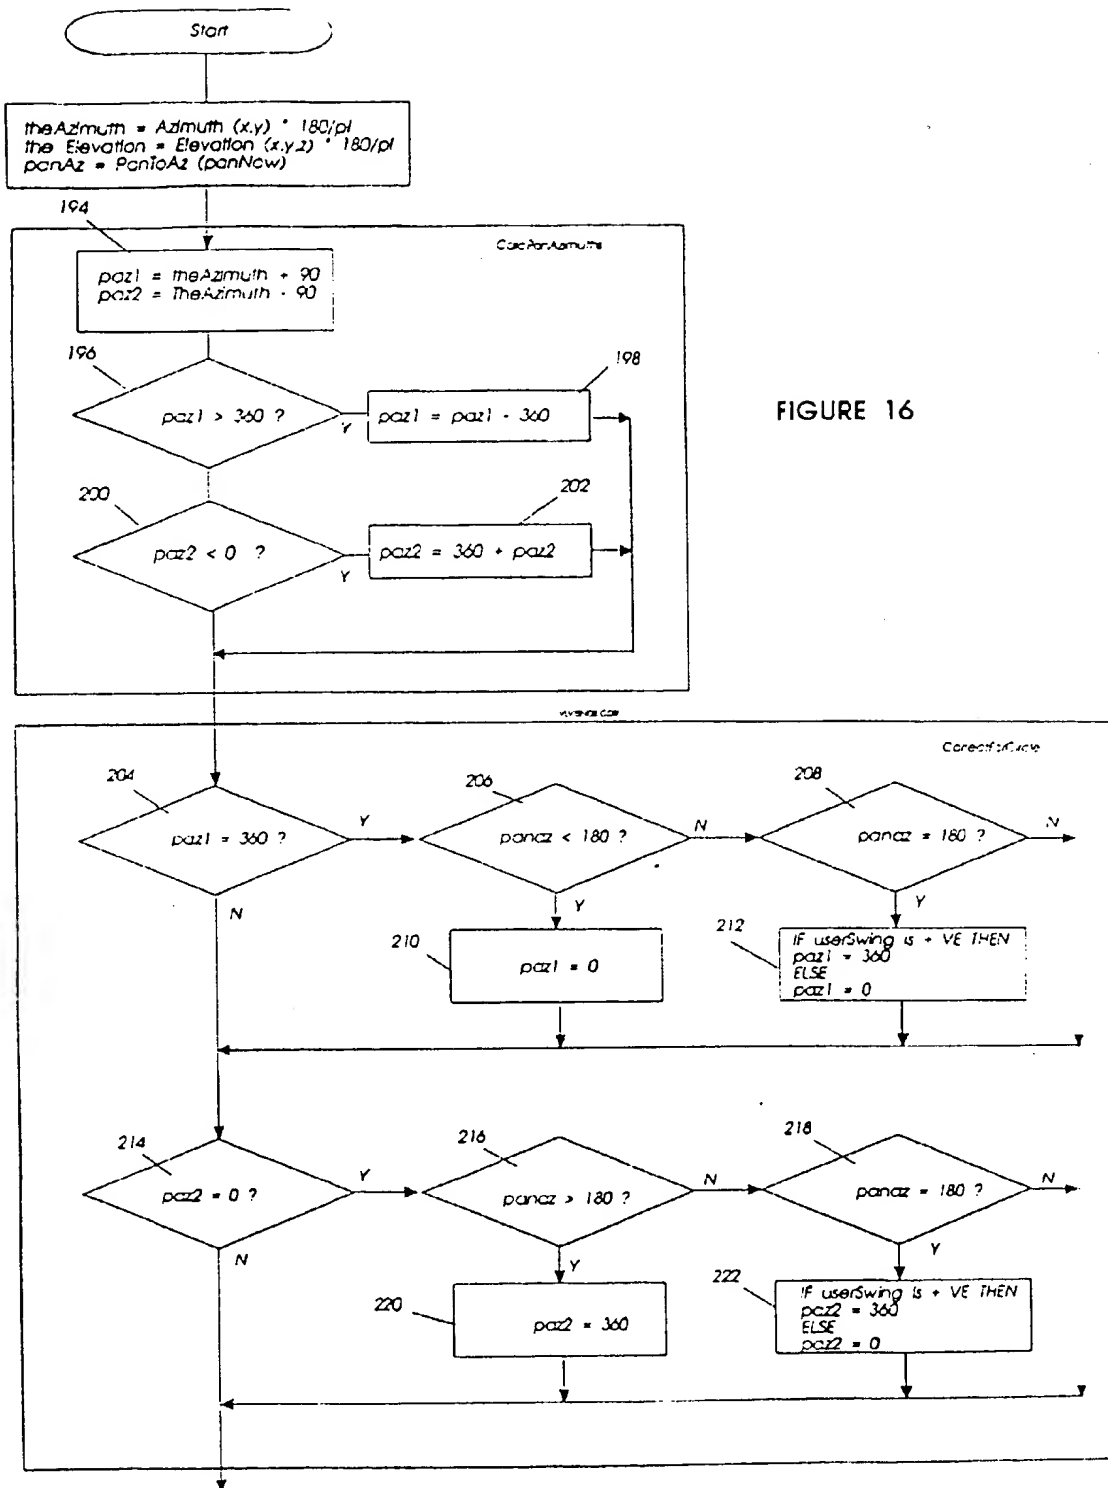 Start
theAzimuth = Azimuth (x,y) * 180/pi
the Elevation = Elevation (x,y,z) * 180/pi
panAz = PanToAz (panNow)
194
CalcPanAzimuths
paz1 = theAzimuth + 90
paz2 = TheAzimuth - 90
196
198
paz1 > 360 ?
Y
paz1 = paz1 - 360
FIGURE 16
200
202
paz2 < 0 ?
Y
paz2 = 360 + paz2
CorrectForCircle
204
206
208
paz1 = 360 ?
Y
panaz < 180 ?
N
panaz = 180 ?
N
N
Y
Y
210
paz1 = 0
212
IF userSwing is + VE THEN
paz1 = 360
ELSE
paz1 = 0
214
216
218
paz2 = 0 ?
Y
panaz > 180 ?
N
panaz = 180 ?
N
N
Y
Y
220
paz2 = 360
222
IF userSwing is + VE THEN
paz2 = 360
ELSE
paz2 = 0